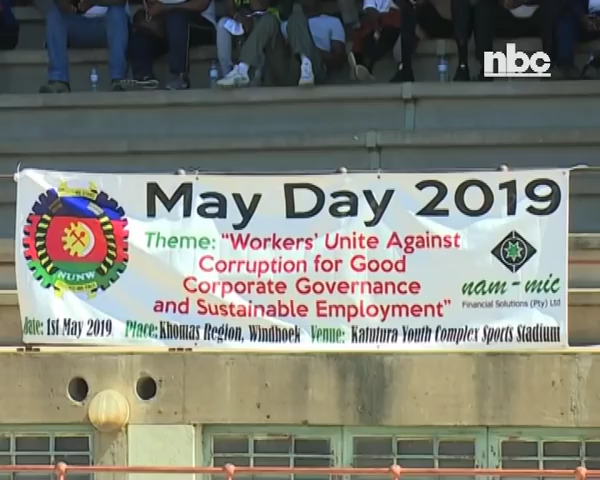 nbc
May Day 2019
Theme: "Workers' Unite Against
Corruption for Good
Corporate Governance
and Sustainable Employment"
NUNW
nam-mic
Financial Solutions (Pty) Ltd
Date: 1st May 2019 Place: Khomas Region, Windhoek Venue: Katutura Youth Complex Sports Stadium